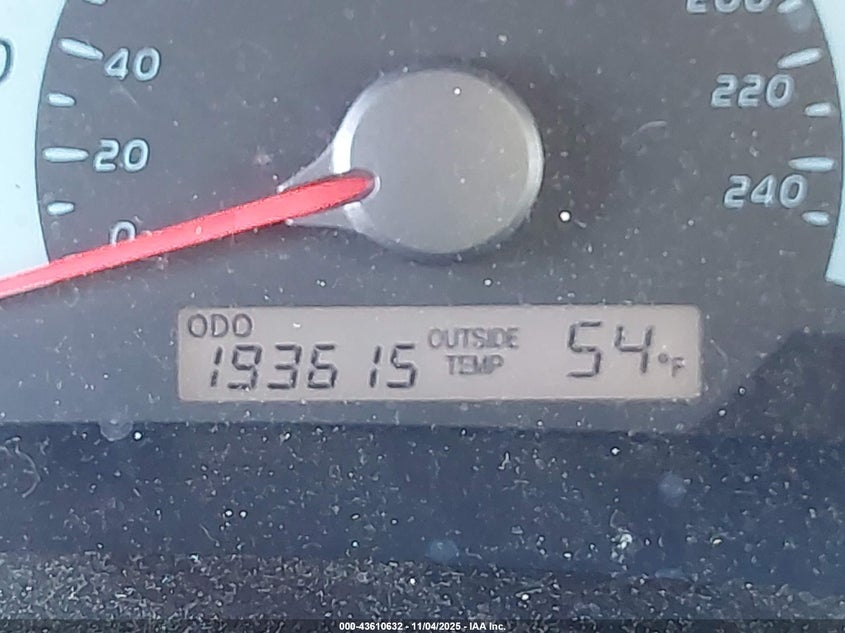 40
220
20
240
0
ODO
193615
OUTSIDE
TEMP
54°F
000-43610632 - 11/04/2025 - IAA Inc.